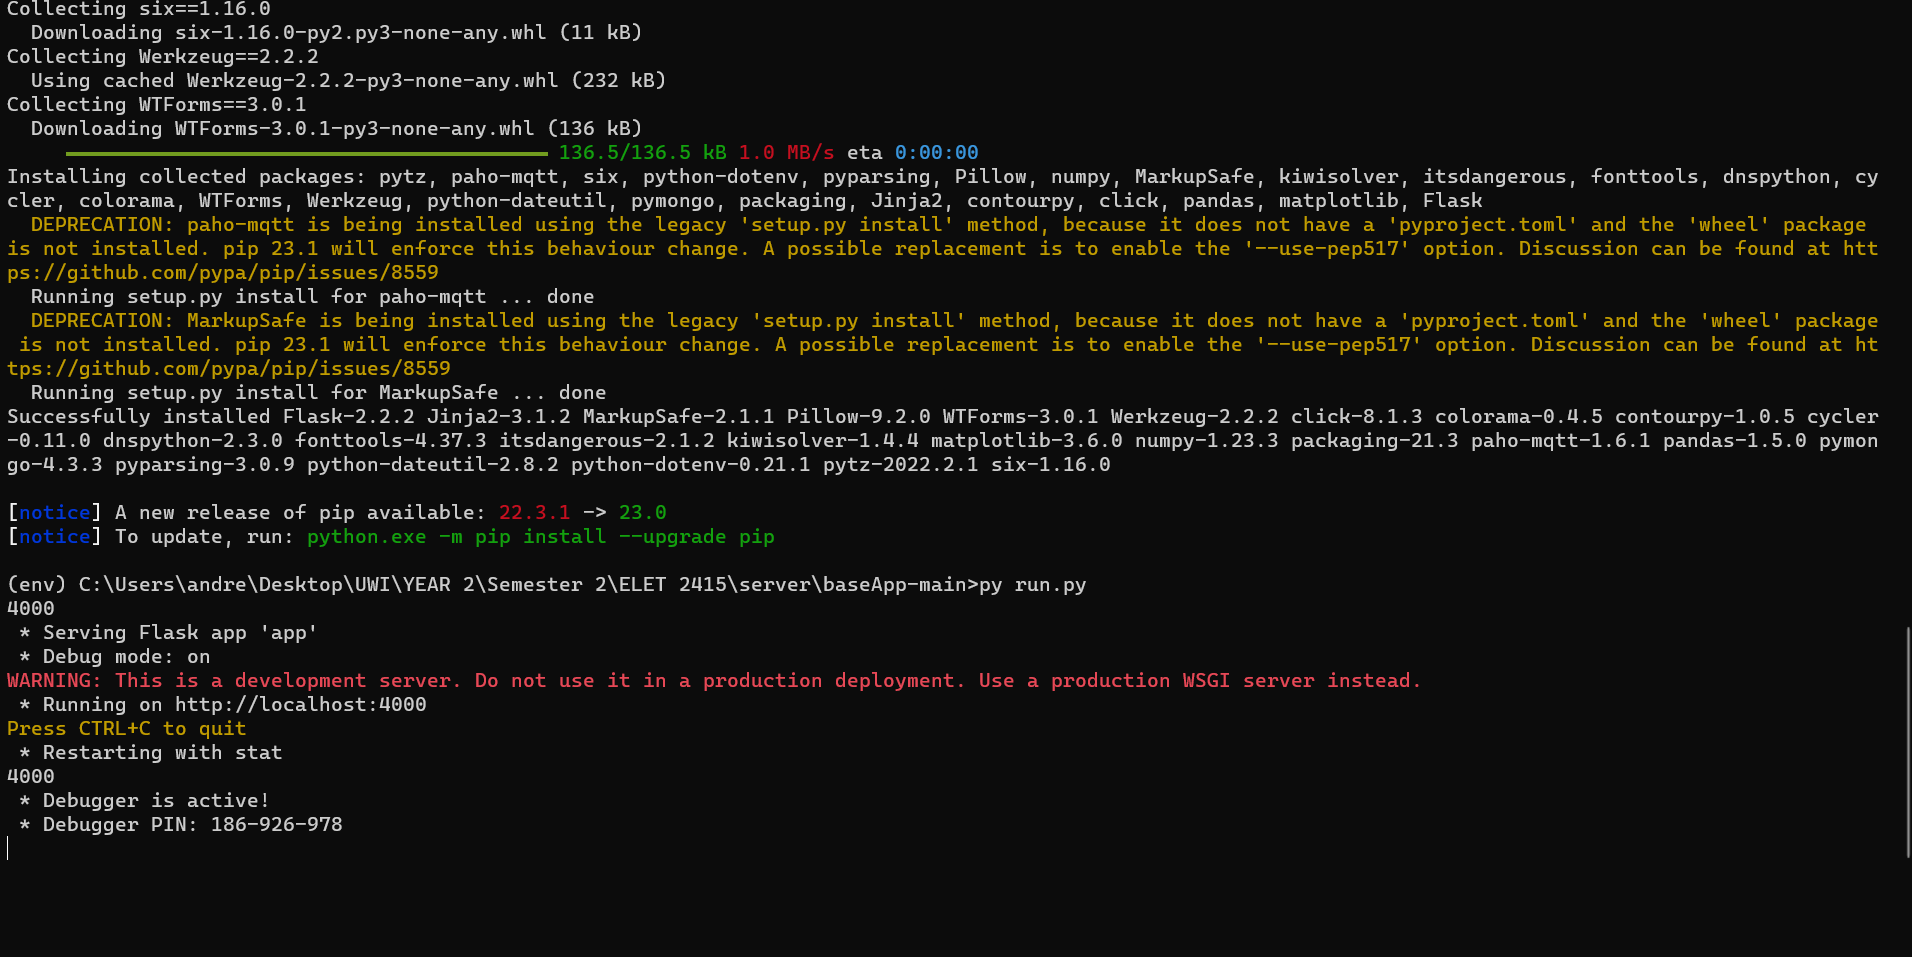 Collecting six==1.16.0
  Downloading six-1.16.0-py2.py3-none-any.whl (11 kB)
Collecting Werkzeug==2.2.2
  Using cached Werkzeug-2.2.2-py3-none-any.whl (232 kB)
Collecting WTForms==3.0.1
  Downloading WTForms-3.0.1-py3-none-any.whl (136 kB)
136.5/136.5 kB 1.0 MB/s eta 0:00:00
Installing collected packages: pytz, paho-mqtt, six, python-dotenv, pyparsing, Pillow, numpy, MarkupSafe, kiwisolver, itsdangerous, fonttools, dnspython, cy
cler, colorama, WTForms, Werkzeug, python-dateutil, pymongo, packaging, Jinja2, contourpy, click, pandas, matplotlib, Flask
  DEPRECATION: paho-mqtt is being installed using the legacy 'setup.py install' method, because it does not have a 'pyproject.toml' and the 'wheel' package
is not installed. pip 23.1 will enforce this behaviour change. A possible replacement is to enable the '--use-pep517' option. Discussion can be found at htt
ps://github.com/pypa/pip/issues/8559
  Running setup.py install for paho-mqtt ... done
  DEPRECATION: MarkupSafe is being installed using the legacy 'setup.py install' method, because it does not have a 'pyproject.toml' and the 'wheel' package
 is not installed. pip 23.1 will enforce this behaviour change. A possible replacement is to enable the '--use-pep517' option. Discussion can be found at ht
tps://github.com/pypa/pip/issues/8559
  Running setup.py install for MarkupSafe ... done
Successfully installed Flask-2.2.2 Jinja2-3.1.2 MarkupSafe-2.1.1 Pillow-9.2.0 WTForms-3.0.1 Werkzeug-2.2.2 click-8.1.3 colorama-0.4.5 contourpy-1.0.5 cycler
-0.11.0 dnspython-2.3.0 fonttools-4.37.3 itsdangerous-2.1.2 kiwisolver-1.4.4 matplotlib-3.6.0 numpy-1.23.3 packaging-21.3 paho-mqtt-1.6.1 pandas-1.5.0 pymon
go-4.3.3 pyparsing-3.0.9 python-dateutil-2.8.2 python-dotenv-0.21.1 pytz-2022.2.1 six-1.16.0
[notice] A new release of pip available: 22.3.1 -> 23.0
[notice] To update, run: python.exe -m pip install --upgrade pip
(env) C:\Users\andre\Desktop\UWI\YEAR 2\Semester 2\ELET 2415\server\baseApp-main>py run.py
4000
 * Serving Flask app 'app'
 * Debug mode: on
WARNING: This is a development server. Do not use it in a production deployment. Use a production WSGI server instead.
 * Running on http://localhost:4000
Press CTRL+C to quit
 * Restarting with stat
4000
 * Debugger is active!
 * Debugger PIN: 186-926-978